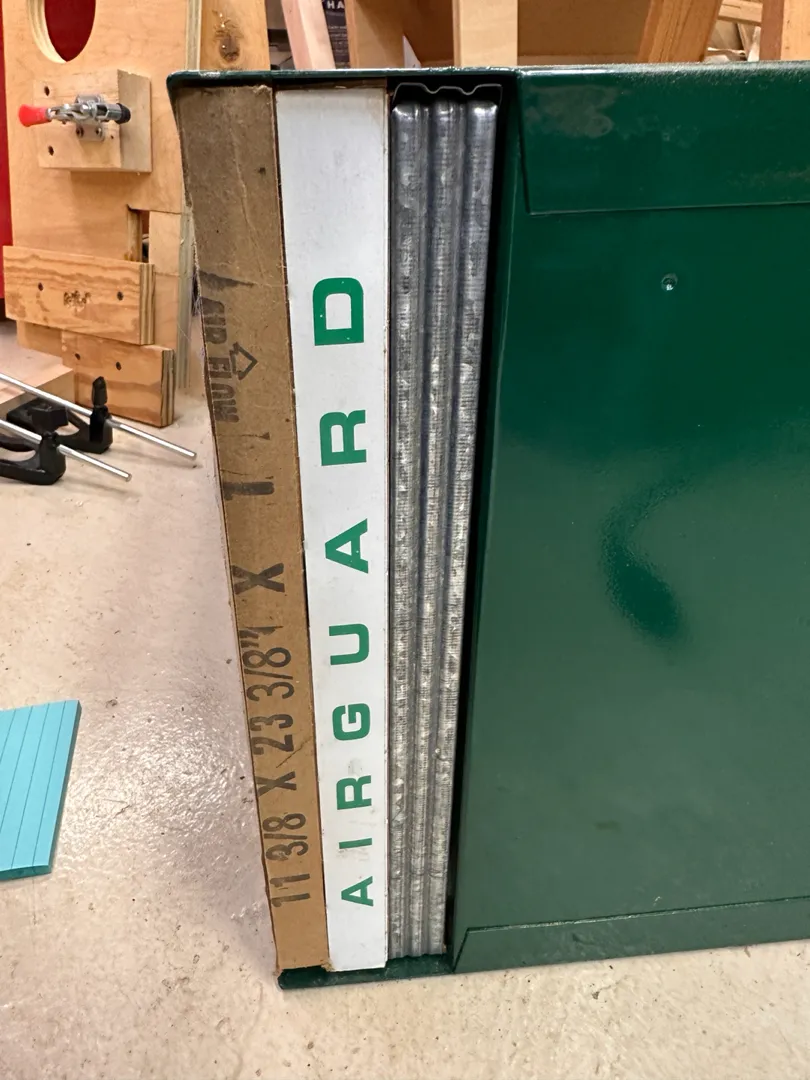 11 3/8 X 23 3/8" X 1
AIR FLOW
AIRGUARD